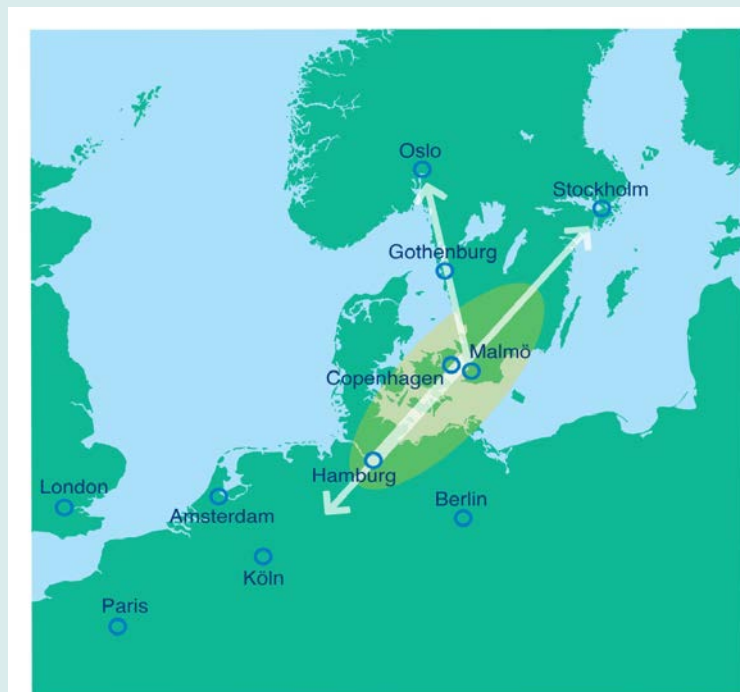 Oslo
Stockholm
Gothenburg
Malmö
Copenhagen
Hamburg
London
Amsterdam
Berlin
Köln
Paris